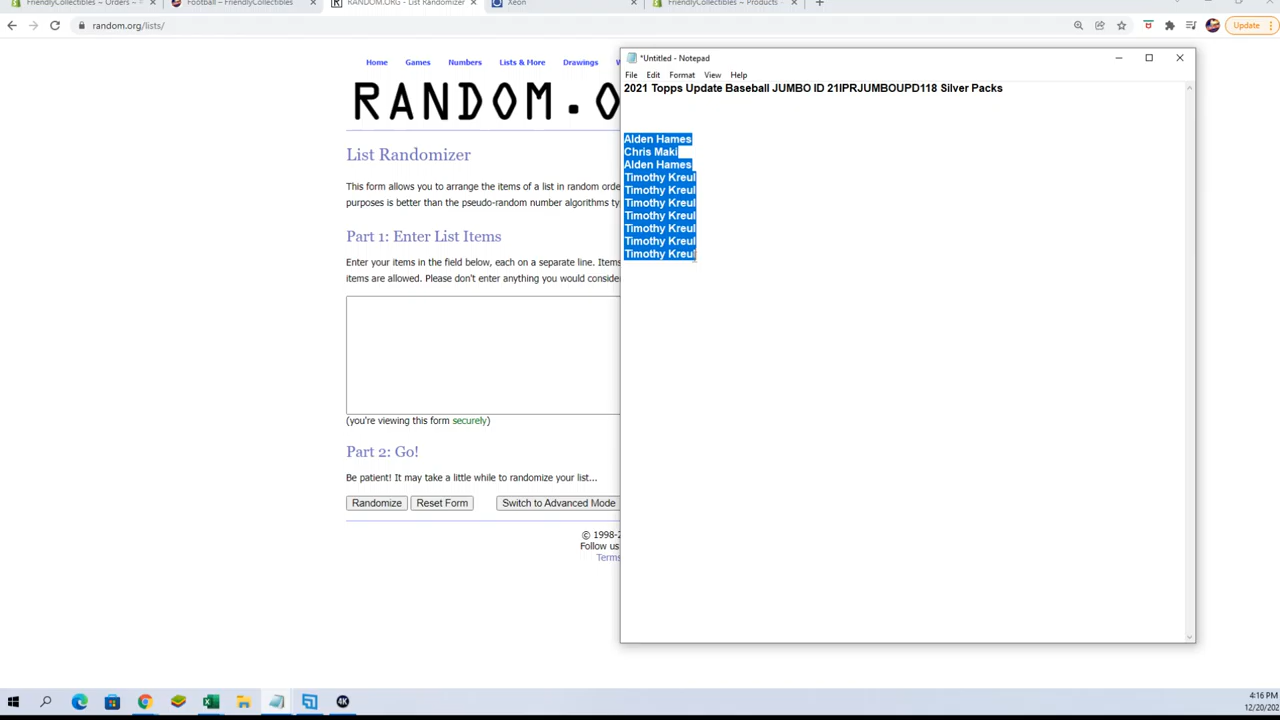 FriendlyCollectibles ~ Orders ~
Football – FriendlyCollectibles
RANDOM.ORG - List Randomizer
Xeon
FriendlyCollectibles ~ Products
random.org/lists/
Update
Home
Games
Numbers
Lists & More
Drawings
RANDOM.O
List Randomizer
This form allows you to arrange the items of a list in random orde
purposes is better than the pseudo-random number algorithms ty
Part 1: Enter List Items
Enter your items in the field below, each on a separate line. Items
items are allowed. Please don't enter anything you would conside
(you're viewing this form securely)
Part 2: Go!
Be patient! It may take a little while to randomize your list...
Randomize
Reset Form
Switch to Advanced Mode
© 1998-2
Follow us
Terms
*Untitled - Notepad
File Edit Format View Help
2021 Topps Update Baseball JUMBO ID 21IPRJUMBOUPD118 Silver Packs
Alden Hames
Chris Maki
Alden Hames
Timothy Kreul
Timothy Kreul
Timothy Kreul
Timothy Kreul
Timothy Kreul
Timothy Kreul
Timothy Kreul
4K
4:16 PM
12/20/202